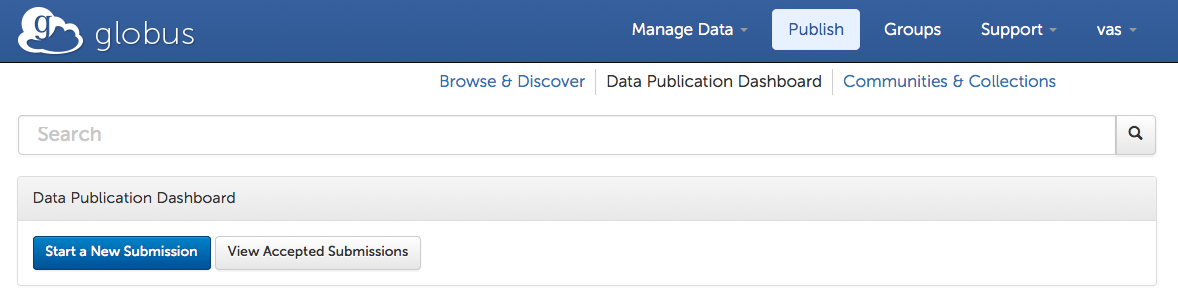 g globus Manage Data Publish Groups Support vas
Browse & Discover Data Publication Dashboard Communities & Collections
Search
Data Publication Dashboard
Start a New Submission View Accepted Submissions